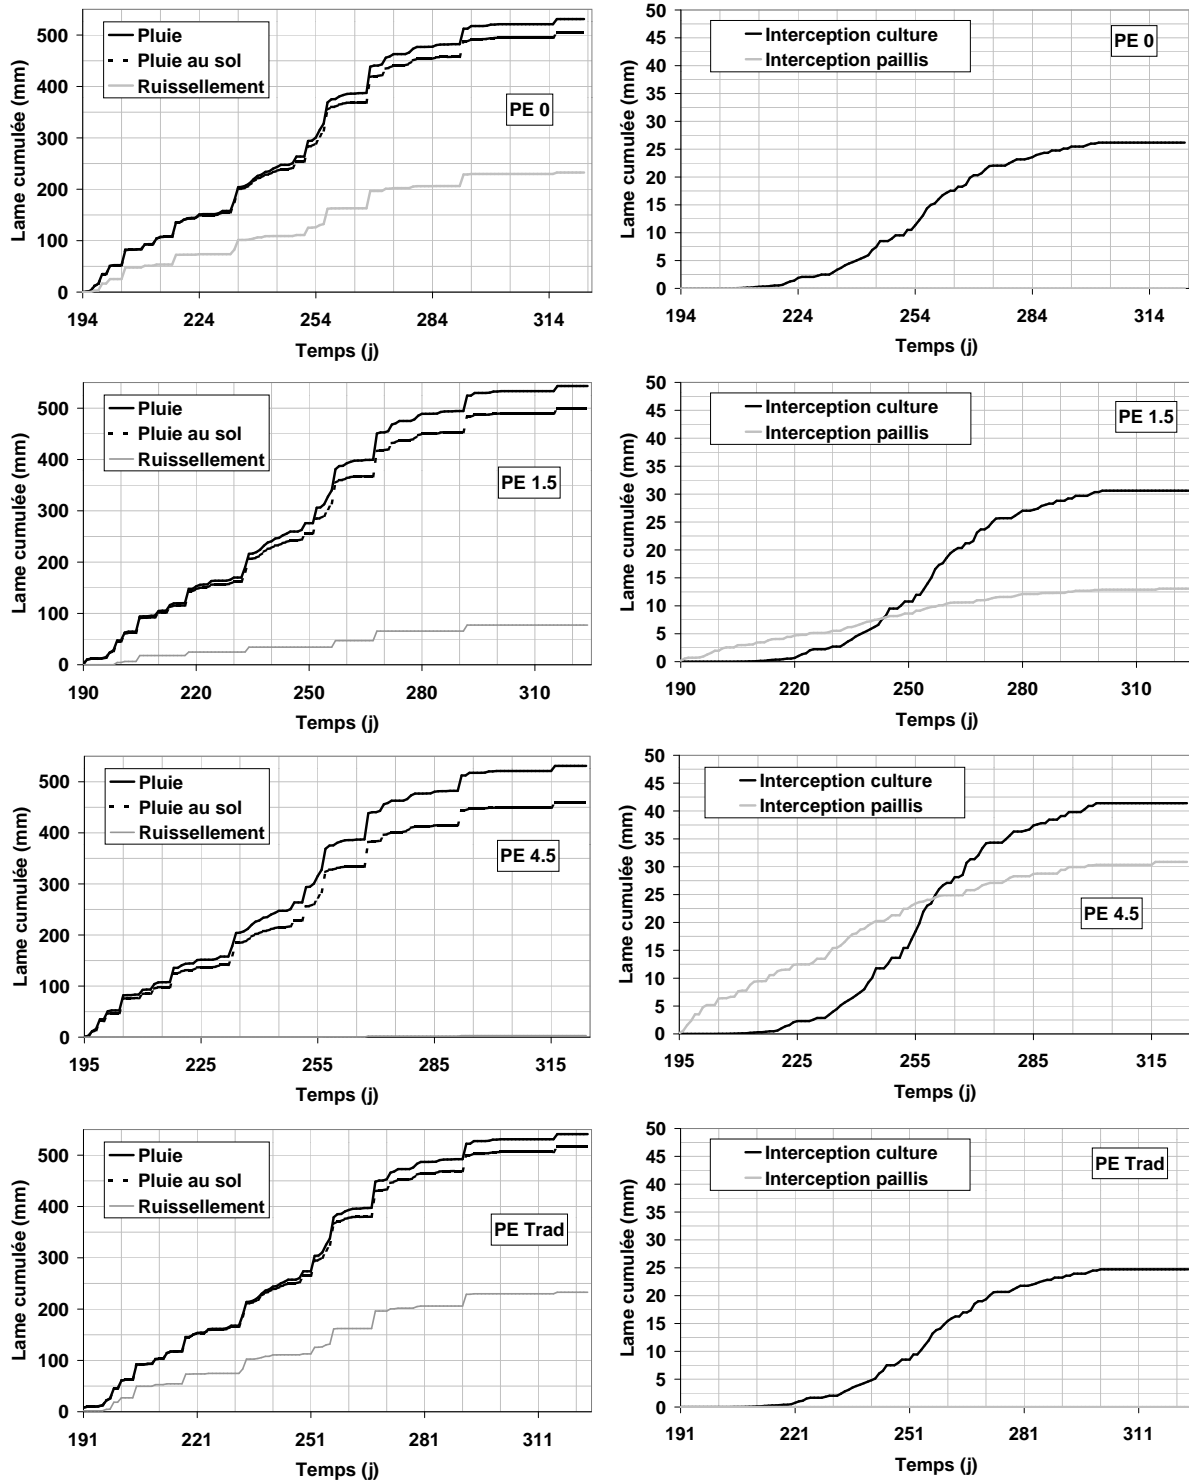 Lame cumulée (mm)
500
400
300
200
100
0
Pluie
Pluie au sol
Ruissellement
PE 0
194 224 254 284 314
Temps (j)
Lame cumulée (mm)
50
45
40
35
30
25
20
15
10
5
0
Interception culture
Interception paillis
PE 0
194 224 254 284 314
Temps (j)
Lame cumulée (mm)
500
400
300
200
100
0
Pluie
Pluie au sol
Ruissellement
PE 1.5
190 220 250 280 310
Temps (j)
Lame cumulée (mm)
50
45
40
35
30
25
20
15
10
5
0
Interception culture
Interception paillis
PE 1.5
190 220 250 280 310
Temps (j)
Lame cumulée (mm)
500
400
300
200
100
0
Pluie
Pluie au sol
Ruissellement
PE 4.5
195 225 255 285 315
Temps (j)
Lame cumulée (mm)
50
45
40
35
30
25
20
15
10
5
0
Interception culture
Interception paillis
PE 4.5
195 225 255 285 315
Temps (j)
Lame cumulée (mm)
500
400
300
200
100
0
Pluie
Pluie au sol
Ruissellement
PE Trad
191 221 251 281 311
Temps (j)
Lame cumulée (mm)
50
45
40
35
30
25
20
15
10
5
0
Interception culture
Interception paillis
PE Trad
191 221 251 281 311
Temps (j)